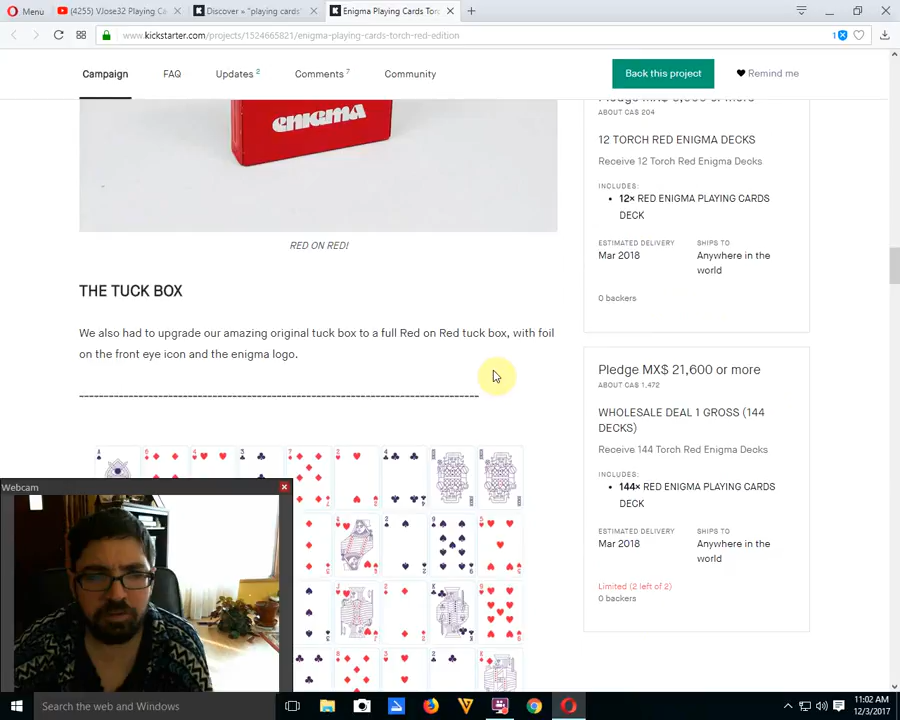 Menu
(4255) VJose32 Playing Ca
Discover » "playing cards"
Enigma Playing Cards Torc
www.kickstarter.com/projects/1524665821/enigma-playing-cards-torch-red-edition
1
Campaign
FAQ
Updates 2
Comments 7
Community
Back this project
Remind me
enigma
RED ON RED!
THE TUCK BOX
We also had to upgrade our amazing original tuck box to a full Red on Red tuck box, with foil
on the front eye icon and the enigma logo.
ABOUT CA$ 204
12 TORCH RED ENIGMA DECKS
Receive 12 Torch Red Enigma Decks
INCLUDES:
• 12× RED ENIGMA PLAYING CARDS
DECK
ESTIMATED DELIVERY
Mar 2018
SHIPS TO
Anywhere in the
world
0 backers
Pledge MX$ 21,600 or more
ABOUT CA$ 1,472
WHOLESALE DEAL 1 GROSS (144
DECKS)
Receive 144 Torch Red Enigma Decks
INCLUDES:
• 144× RED ENIGMA PLAYING CARDS
DECK
ESTIMATED DELIVERY
Mar 2018
SHIPS TO
Anywhere in the
world
Limited (2 left of 2)
0 backers
Webcam
Search the web and Windows
11:02 AM
12/3/2017